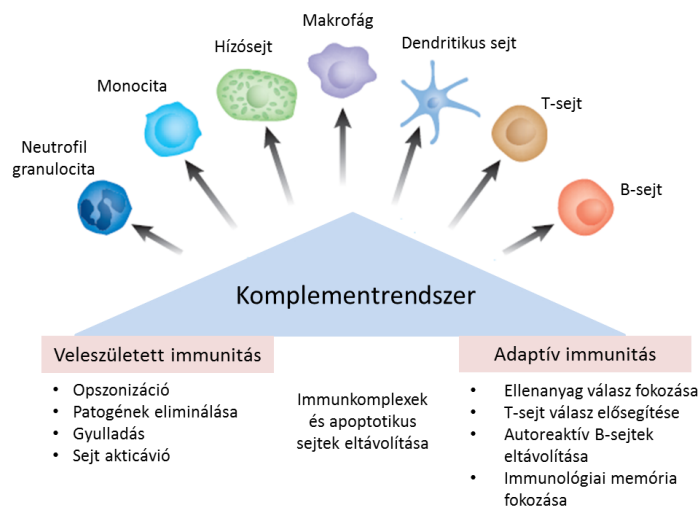 Neutrofil
granulocita
Monocita
Hízósejt
Makrofág
Dendritikus sejt
T-sejt
B-sejt
Komplementrendszer
Veleszületett immunitás
• Opszonizáció
• Patogének eliminálása
• Gyulladás
• Sejt akticávió
Immunkomplexek
és apoptotikus
sejtek eltávolítása
Adaptív immunitás
• Ellenanyag válasz fokozása
• T-sejt válasz elősegítése
• Autoreaktív B-sejtek
eltávolítása
• Immunológiai memória
fokozása